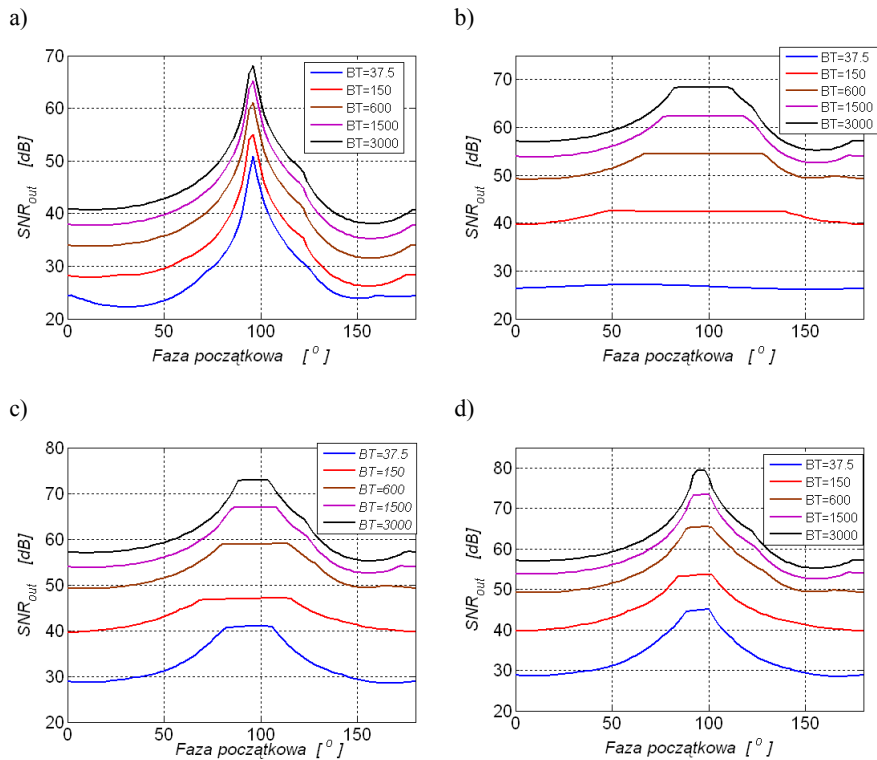 a)
70
60
50
40
30
20
SNRout [dB]
0
50
100
150
Faza początkowa [ o ]
BT=37.5
BT=150
BT=600
BT=1500
BT=3000
b)
70
60
50
40
30
20
SNRout [dB]
0
50
100
150
Faza początkowa [ o ]
BT=37.5
BT=150
BT=600
BT=1500
BT=3000
c)
80
70
60
50
40
30
20
SNRout [dB]
0
50
100
150
Faza początkowa [ o ]
BT=37.5
BT=150
BT=600
BT=1500
BT=3000
d)
80
70
60
50
40
30
20
SNRout [dB]
0
50
100
150
Faza początkowa [ o ]
BT=37.5
BT=150
BT=600
BT=1500
BT=3000